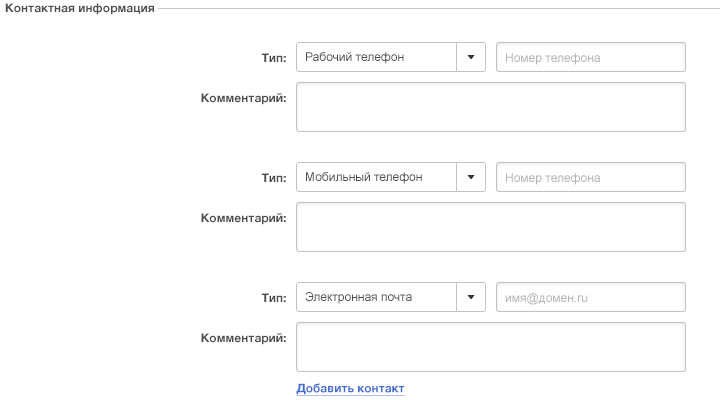 Контактная информация
Тип: Рабочий телефон Номер телефона
Комментарий:
Тип: Мобильный телефон Номер телефона
Комментарий:
Тип: Электронная почта имя@домен.ru
Комментарий:
Добавить контакт